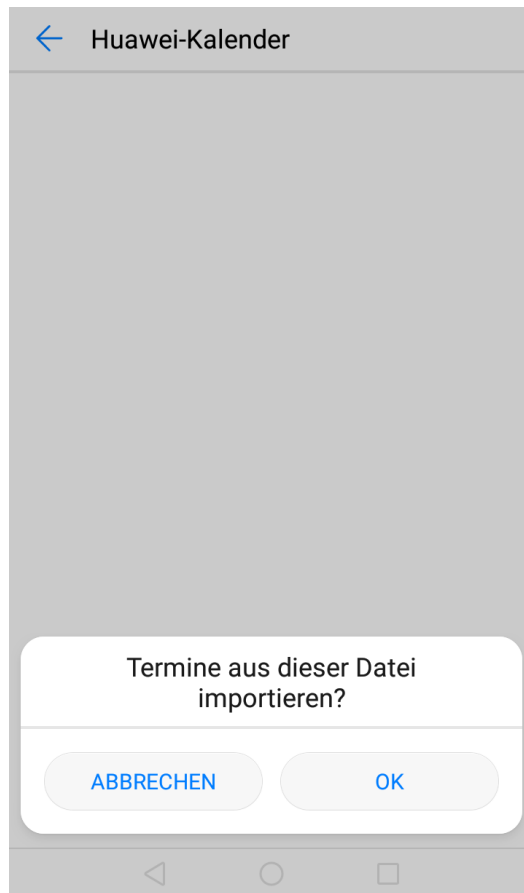 Huawei-Kalender
Termine aus dieser Datei
importieren?
ABBRECHEN
OK